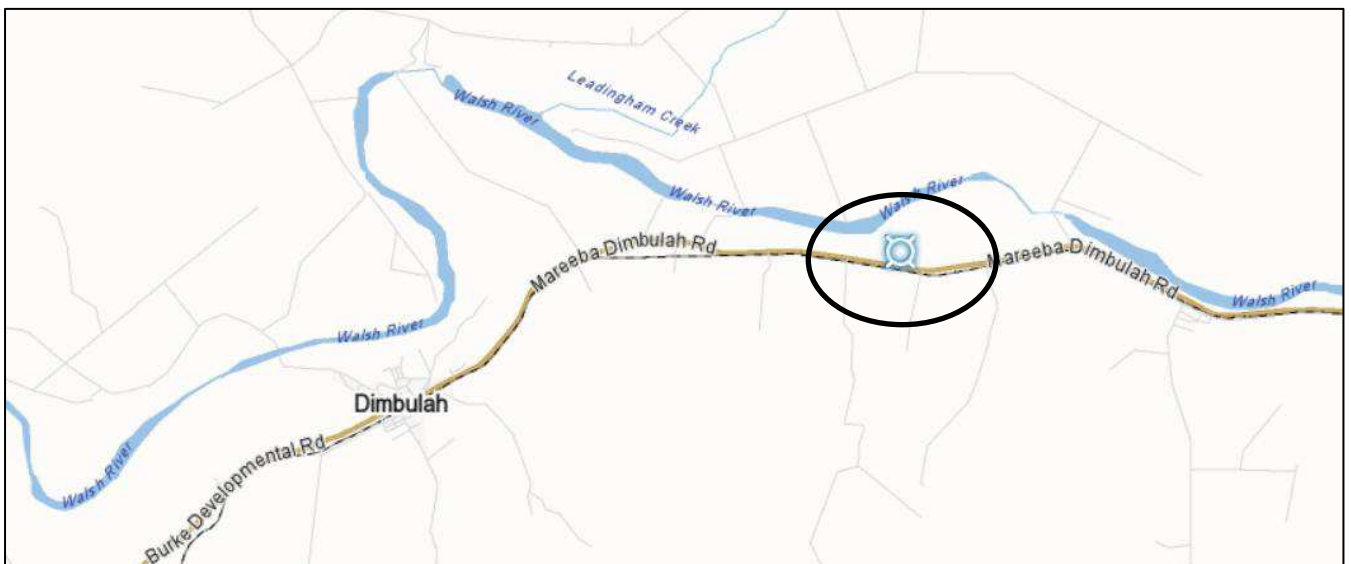 Leadingham Creek
Walsh River
Walsh River
Walsh River
Mareeba Dimbulah Rd
Mareeba-Dimbulah Rd
Walsh River
Walsh River
Dimbulah
Walsh River
Burke Developmental Rd